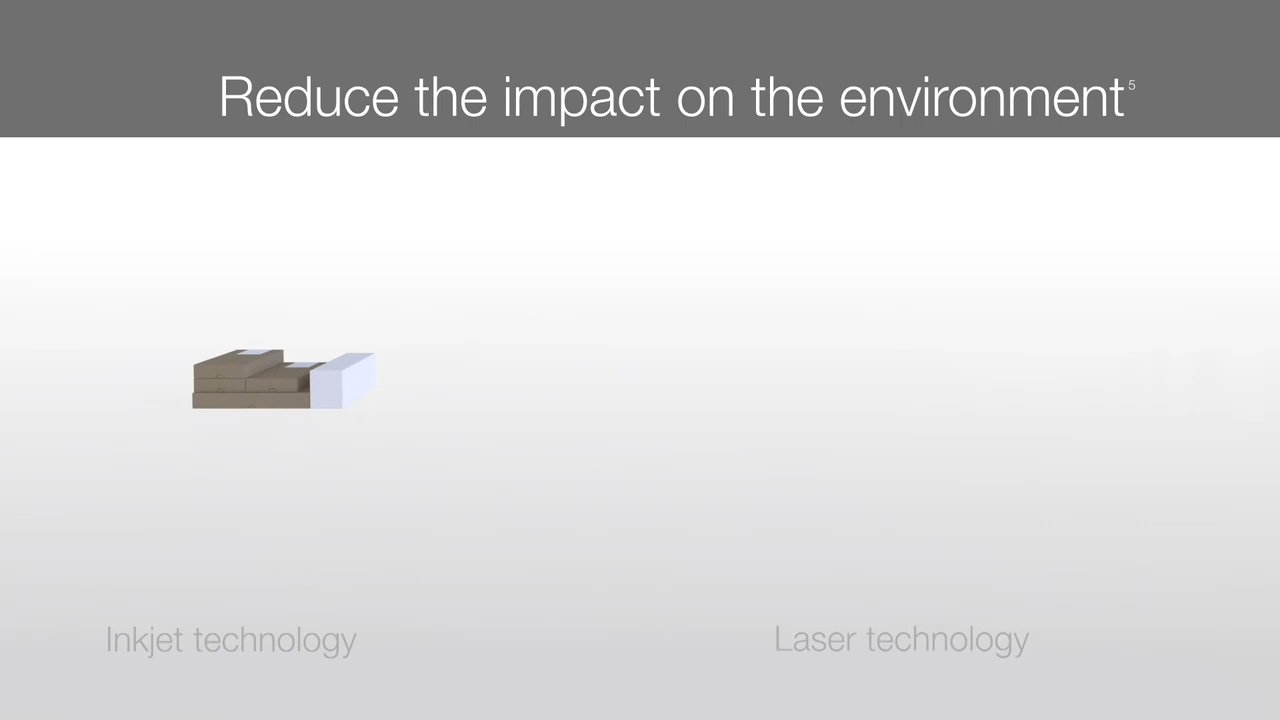 Reduce the impact on the environment⁵
Inkjet technology
Laser technology